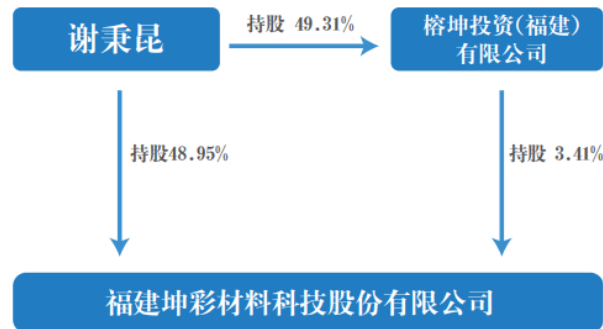 谢秉昆
持股 49.31%
榕坤投资(福建)
有限公司
持股48.95%
持股 3.41%
福建坤彩材料科技股份有限公司